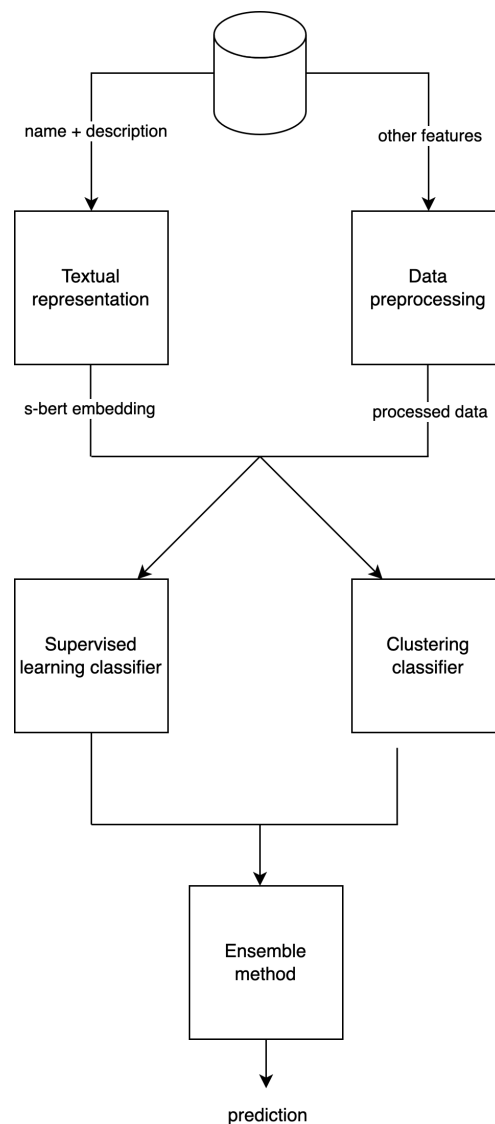 name + description
other features
Textual
representation
Data
preprocessing
s-bert embedding
processed data
Supervised
learning classifier
Clustering
classifier
Ensemble
method
prediction